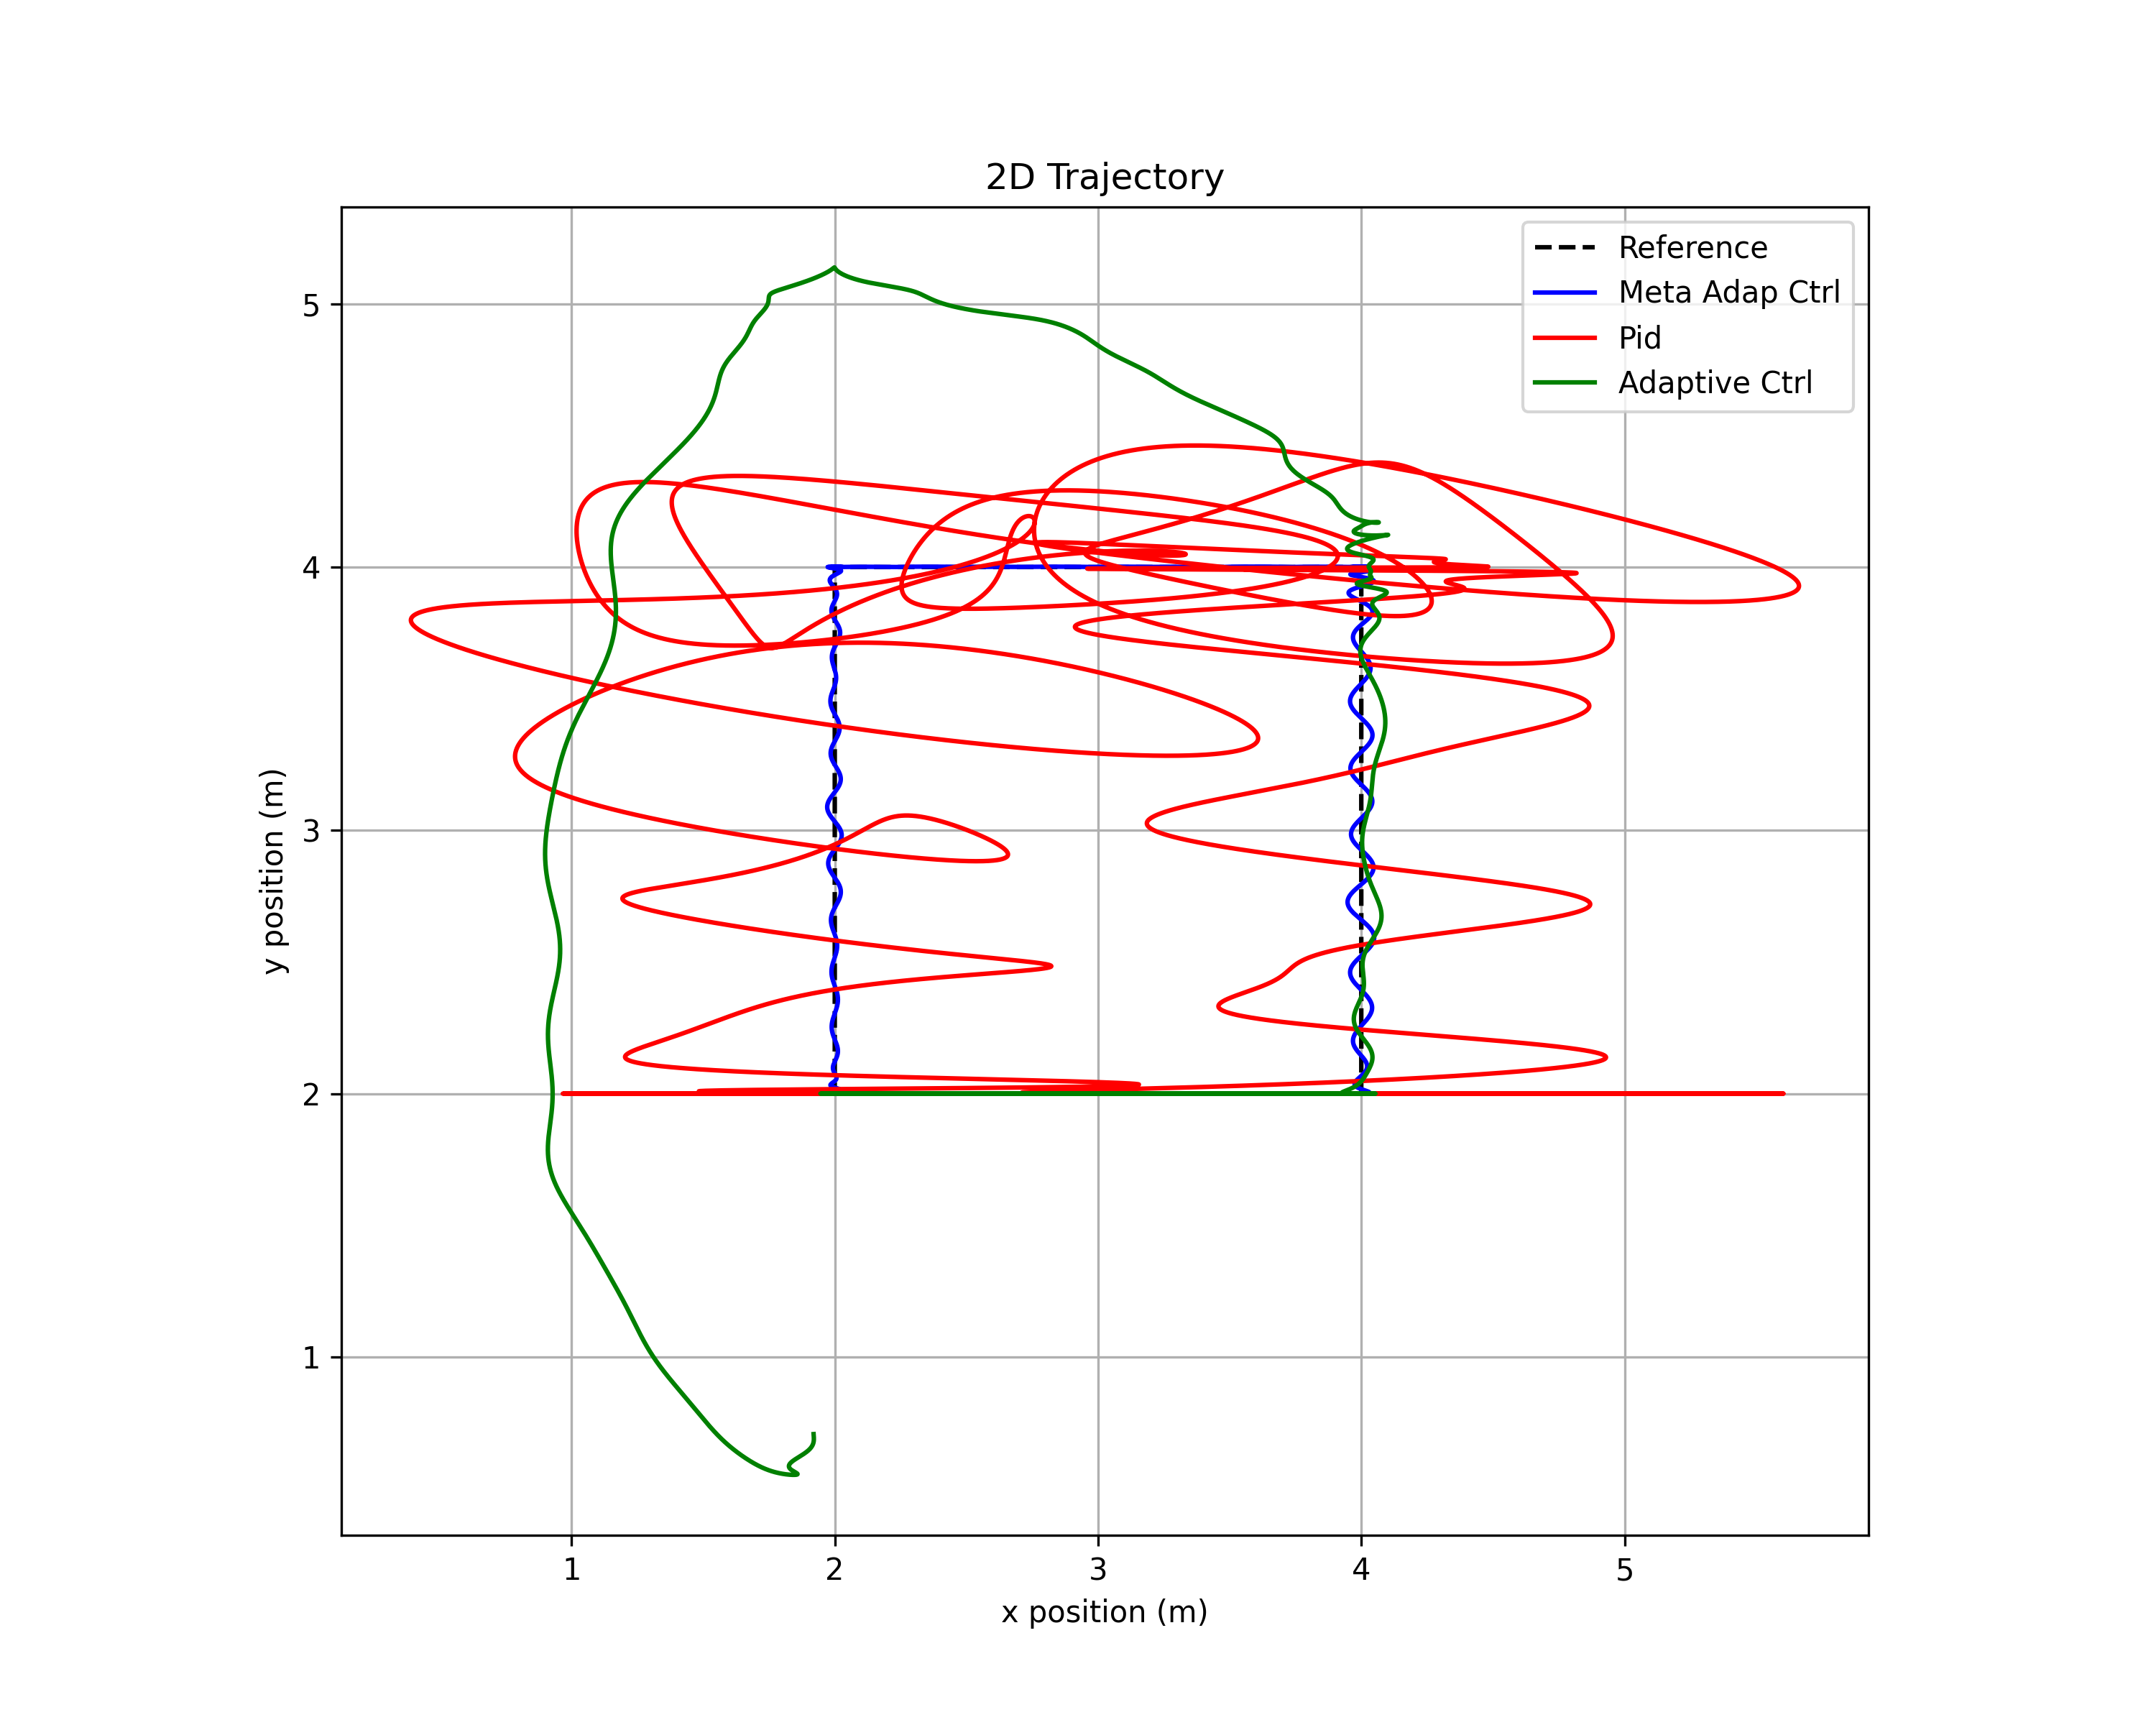 2D Trajectory
Reference
Meta Adap Ctrl
Pid
Adaptive Ctrl
5
4
3
2
1
y position (m)
1 2 3 4 5
x position (m)